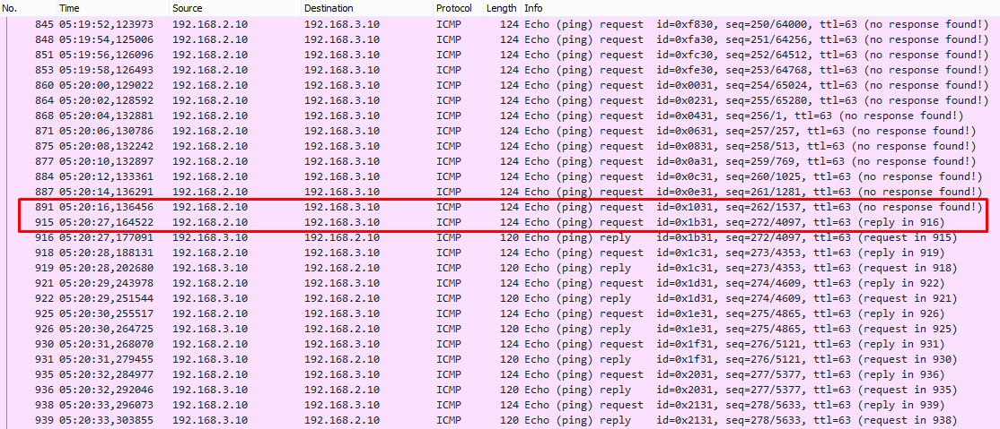 No. Time Source Destination Protocol Length Info
845 05:19:52,123973 192.168.2.10 192.168.3.10 ICMP 124 Echo (ping) request id=0xf830, seq=250/64000, ttl=63 (no response found!)
848 05:19:54,125006 192.168.2.10 192.168.3.10 ICMP 124 Echo (ping) request id=0xfa30, seq=251/64256, ttl=63 (no response found!)
851 05:19:56,126096 192.168.2.10 192.168.3.10 ICMP 124 Echo (ping) request id=0xfc30, seq=252/64512, ttl=63 (no response found!)
853 05:19:58,126493 192.168.2.10 192.168.3.10 ICMP 124 Echo (ping) request id=0xfe30, seq=253/64768, ttl=63 (no response found!)
860 05:20:00,129022 192.168.2.10 192.168.3.10 ICMP 124 Echo (ping) request id=0x0031, seq=254/65024, ttl=63 (no response found!)
864 05:20:02,128592 192.168.2.10 192.168.3.10 ICMP 124 Echo (ping) request id=0x0231, seq=255/65280, ttl=63 (no response found!)
868 05:20:04,132881 192.168.2.10 192.168.3.10 ICMP 124 Echo (ping) request id=0x0431, seq=256/1, ttl=63 (no response found!)
871 05:20:06,130786 192.168.2.10 192.168.3.10 ICMP 124 Echo (ping) request id=0x0631, seq=257/257, ttl=63 (no response found!)
875 05:20:08,132242 192.168.2.10 192.168.3.10 ICMP 124 Echo (ping) request id=0x0831, seq=258/513, ttl=63 (no response found!)
877 05:20:10,132897 192.168.2.10 192.168.3.10 ICMP 124 Echo (ping) request id=0x0a31, seq=259/769, ttl=63 (no response found!)
884 05:20:12,133361 192.168.2.10 192.168.3.10 ICMP 124 Echo (ping) request id=0x0c31, seq=260/1025, ttl=63 (no response found!)
887 05:20:14,136291 192.168.2.10 192.168.3.10 ICMP 124 Echo (ping) request id=0x0e31, seq=261/1281, ttl=63 (no response found!)
891 05:20:16,136456 192.168.2.10 192.168.3.10 ICMP 124 Echo (ping) request id=0x1031, seq=262/1537, ttl=63 (no response found!)
915 05:20:27,164522 192.168.2.10 192.168.3.10 ICMP 124 Echo (ping) request id=0x1b31, seq=272/4097, ttl=63 (reply in 916)
916 05:20:27,177091 192.168.3.10 192.168.2.10 ICMP 120 Echo (ping) reply id=0x1b31, seq=272/4097, ttl=63 (request in 915)
918 05:20:28,188131 192.168.2.10 192.168.3.10 ICMP 124 Echo (ping) request id=0x1c31, seq=273/4353, ttl=63 (reply in 919)
919 05:20:28,202680 192.168.3.10 192.168.2.10 ICMP 120 Echo (ping) reply id=0x1c31, seq=273/4353, ttl=63 (request in 918)
921 05:20:29,243978 192.168.2.10 192.168.3.10 ICMP 124 Echo (ping) request id=0x1d31, seq=274/4609, ttl=63 (reply in 922)
922 05:20:29,251544 192.168.3.10 192.168.2.10 ICMP 120 Echo (ping) reply id=0x1d31, seq=274/4609, ttl=63 (request in 921)
925 05:20:30,255517 192.168.2.10 192.168.3.10 ICMP 124 Echo (ping) request id=0x1e31, seq=275/4865, ttl=63 (reply in 926)
926 05:20:30,264725 192.168.3.10 192.168.2.10 ICMP 120 Echo (ping) reply id=0x1e31, seq=275/4865, ttl=63 (request in 925)
930 05:20:31,268070 192.168.2.10 192.168.3.10 ICMP 124 Echo (ping) request id=0x1f31, seq=276/5121, ttl=63 (reply in 931)
931 05:20:31,279455 192.168.3.10 192.168.2.10 ICMP 120 Echo (ping) reply id=0x1f31, seq=276/5121, ttl=63 (request in 930)
935 05:20:32,284977 192.168.2.10 192.168.3.10 ICMP 124 Echo (ping) request id=0x2031, seq=277/5377, ttl=63 (reply in 936)
936 05:20:32,292046 192.168.3.10 192.168.2.10 ICMP 120 Echo (ping) reply id=0x2031, seq=277/5377, ttl=63 (request in 935)
938 05:20:33,296073 192.168.2.10 192.168.3.10 ICMP 124 Echo (ping) request id=0x2131, seq=278/5633, ttl=63 (reply in 939)
939 05:20:33,303855 192.168.3.10 192.168.2.10 ICMP 120 Echo (ping) reply id=0x2131, seq=278/5633, ttl=63 (request in 938)